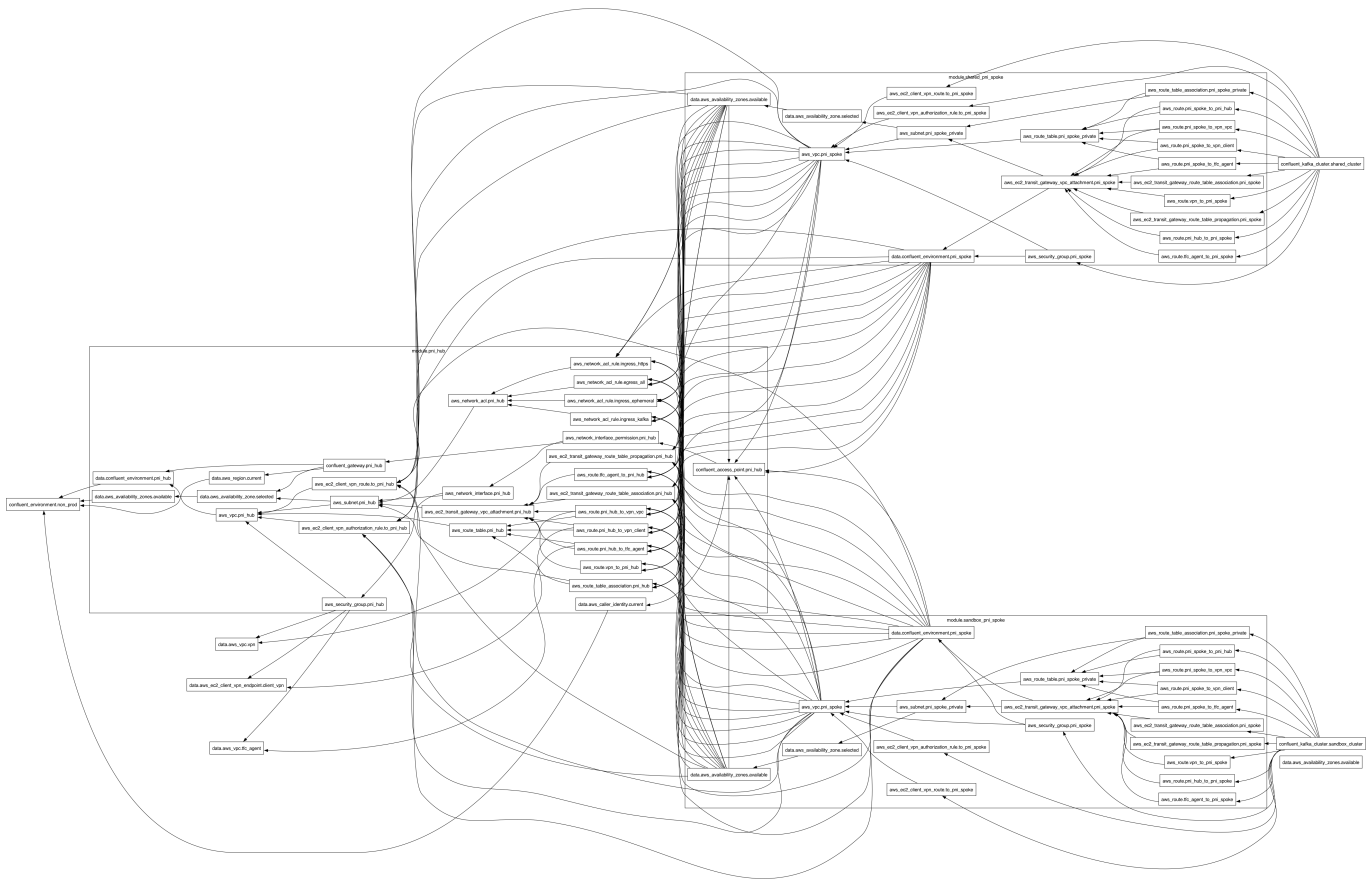 module.shared_pni_spoke
data.aws_availability_zones.available
data.aws_availability_zone.selected
aws_ec2_client_vpn_route.to_pni_spoke
aws_ec2_client_vpn_authorization_rule.to_pni_spoke
aws_subnet.pni_spoke_private
aws_vpc.pni_spoke
aws_route_table.pni_spoke_private
aws_ec2_transit_gateway_vpc_attachment.pni_spoke
aws_route_table_association.pni_spoke_private
aws_route.pni_spoke_to_pni_hub
aws_route.pni_spoke_to_vpn_vpc
aws_route.pni_spoke_to_vpn_client
aws_route.pni_spoke_to_tfc_agent
aws_ec2_transit_gateway_route_table_association.pni_spoke
aws_route.vpn_to_pni_spoke
aws_ec2_transit_gateway_route_table_propagation.pni_spoke
aws_route.pni_hub_to_pni_spoke
aws_route.tfc_agent_to_pni_spoke
confluent_kafka_cluster.shared_cluster
data.confluent_environment.pni_spoke
aws_security_group.pni_spoke
module.pni_hub
aws_network_acl_rule.ingress_https
aws_network_acl_rule.egress_all
aws_network_acl_rule.ingress_ephemeral
aws_network_acl_rule.ingress_kafka
aws_network_acl.pni_hub
aws_network_interface_permission.pni_hub
aws_ec2_transit_gateway_route_table_propagation.pni_hub
confluent_access_point.pni_hub
confluent_gateway.pni_hub
data.confluent_environment.pni_hub
data.aws_region.current
aws_ec2_client_vpn_route.to_pni_hub
aws_route.tfc_agent_to_pni_hub
data.aws_availability_zones.available
data.aws_availability_zone.selected
aws_subnet.pni_hub
aws_network_interface.pni_hub
aws_ec2_transit_gateway_route_table_association.pni_hub
confluent_environment.non_prod
aws_vpc.pni_hub
aws_ec2_transit_gateway_vpc_attachment.pni_hub
aws_route.pni_hub_to_vpn_vpc
aws_ec2_client_vpn_authorization_rule.to_pni_hub
aws_route_table.pni_hub
aws_route.pni_hub_to_vpn_client
aws_route.pni_hub_to_tfc_agent
aws_route.vpn_to_pni_hub
aws_route_table_association.pni_hub
aws_security_group.pni_hub
data.aws_caller_identity.current
data.aws_vpc.vpn
data.aws_ec2_client_vpn_endpoint.client_vpn
data.aws_vpc.tfc_agent
module.sandbox_pni_spoke
data.confluent_environment.pni_spoke
aws_route_table_association.pni_spoke_private
aws_route.pni_spoke_to_pni_hub
aws_route.pni_spoke_to_vpn_vpc
aws_route_table.pni_spoke_private
aws_route.pni_spoke_to_vpn_client
aws_vpc.pni_spoke
aws_subnet.pni_spoke_private
aws_ec2_transit_gateway_vpc_attachment.pni_spoke
aws_route.pni_spoke_to_tfc_agent
aws_security_group.pni_spoke
aws_ec2_transit_gateway_route_table_association.pni_spoke
data.aws_availability_zone.selected
aws_ec2_client_vpn_authorization_rule.to_pni_spoke
aws_ec2_transit_gateway_route_table_propagation.pni_spoke
confluent_kafka_cluster.sandbox_cluster
aws_route.vpn_to_pni_spoke
data.aws_availability_zones.available
data.aws_availability_zones.available
aws_route.pni_hub_to_pni_spoke
aws_ec2_client_vpn_route.to_pni_spoke
aws_route.tfc_agent_to_pni_spoke